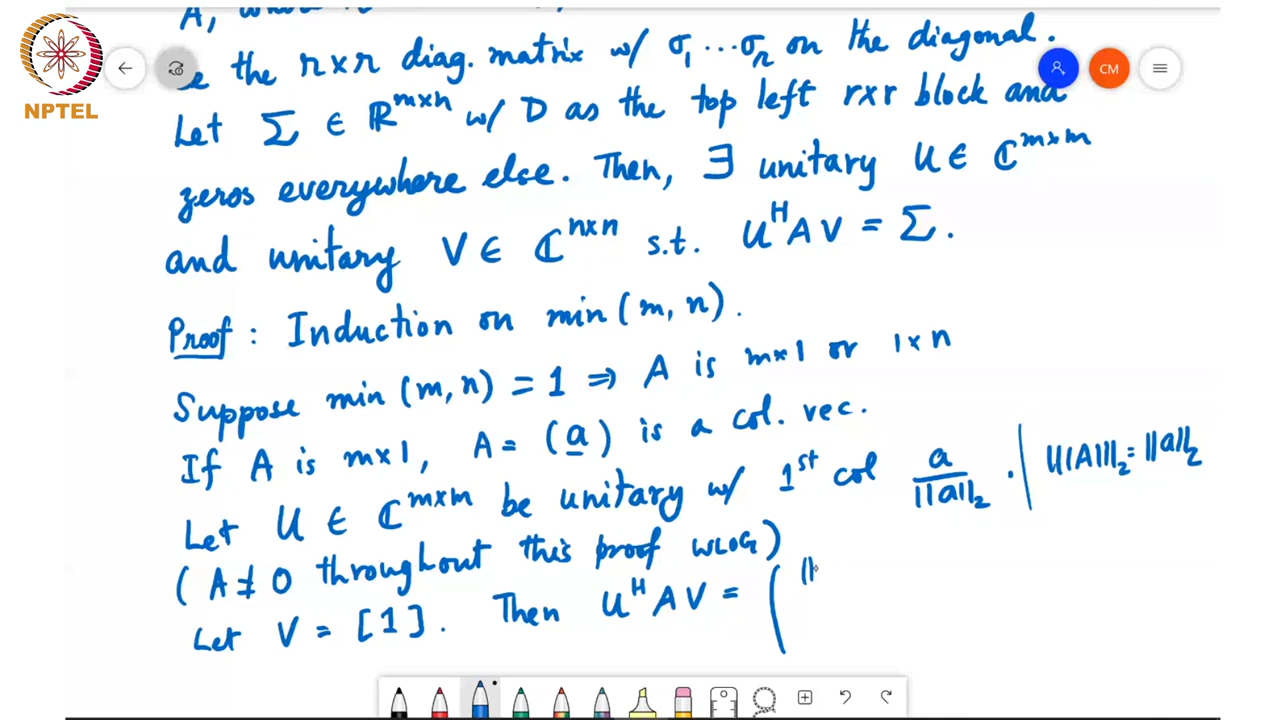 A,
the r×r diag. matrix w/ σ₁ ⋯σᵣ on the diagonal.
Let Σ ∈ ℝ^{m×n} w/ D as the top left r×r block and
zeros everywhere else. Then, ∃ unitary U ∈ ℂ^{m×m}
and unitary V ∈ ℂ^{n×n} s.t. U^H A V = Σ.
Proof : Induction on min(m, n).
Suppose min(m, n) = 1 ⇒ A is m×1 or 1×n
If A is m×1, A = (a) is a col. vec.
Let U ∈ ℂ^{m×m} be unitary w/ 1st col a/||a||₂ . | |||A|||₂ = ||a||₂
(A ≠ 0 throughout this proof WLOG)
Let V = [1]. Then U^H A V = ( ||
NPTEL
CM